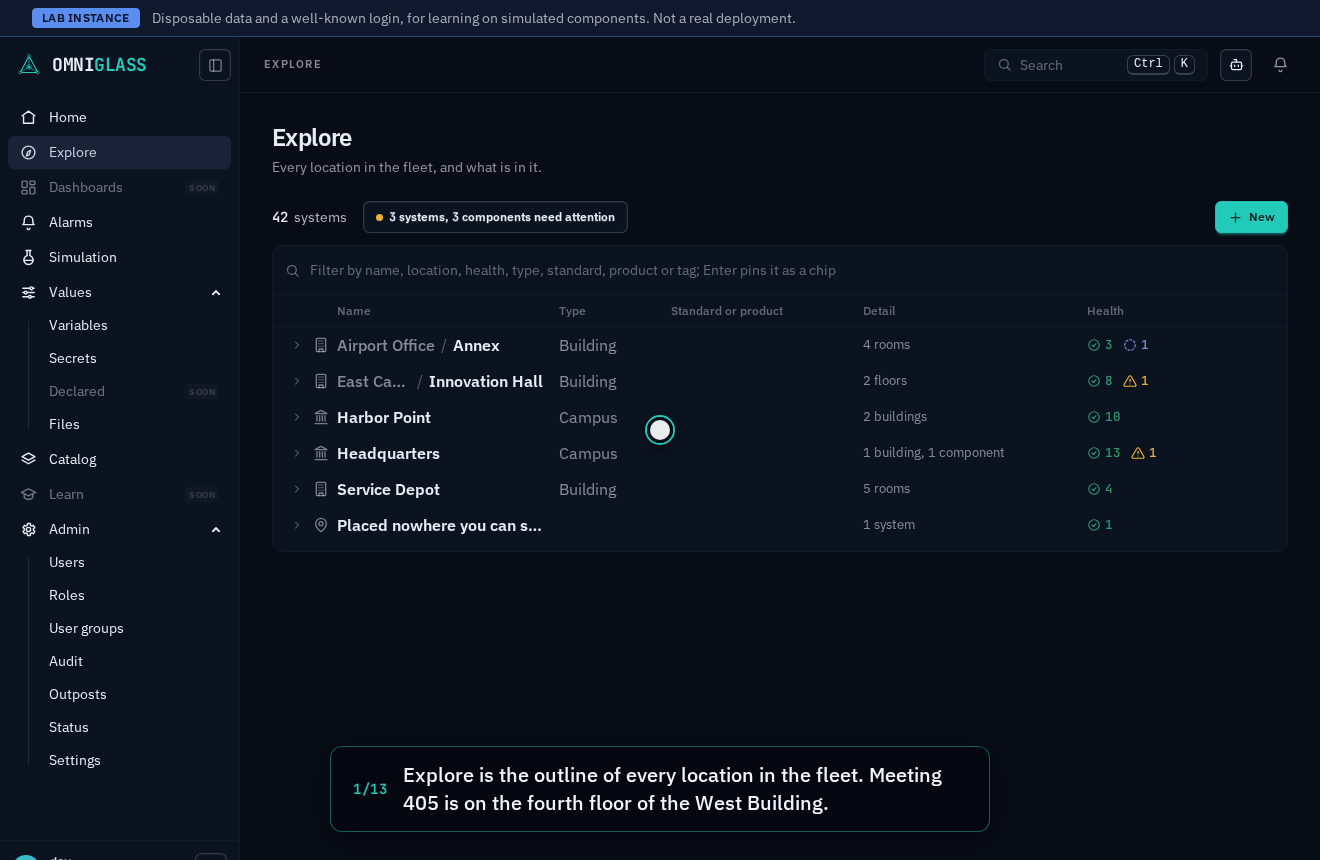 LAB INSTANCE Disposable data and a well-known login, for learning on simulated components. Not a real deployment.
OMNIGLASS
EXPLORE
Search Ctrl K
Home
Explore
Dashboards SOON
Alarms
Simulation
Values
Variables
Secrets
Declared SOON
Files
Catalog
Learn SOON
Admin
Users
Roles
User groups
Audit
Outposts
Status
Settings
Explore
Every location in the fleet, and what is in it.
42 systems 3 systems, 3 components need attention
New
Filter by name, location, health, type, standard, product or tag; Enter pins it as a chip
Name Type Standard or product Detail Health
Airport Office / Annex Building 4 rooms 3 1
East Ca... / Innovation Hall Building 2 floors 8 1
Harbor Point Campus 2 buildings 10
Headquarters Campus 1 building, 1 component 13 1
Service Depot Building 5 rooms 4
Placed nowhere you can s... 1 system 1
1/13 Explore is the outline of every location in the fleet. Meeting
405 is on the fourth floor of the West Building.